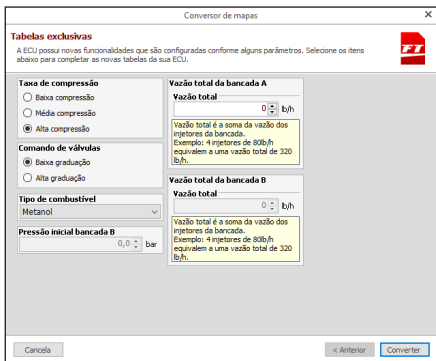 Conversor de mapas
Tabelas exclusivas
A ECU possui novas funcionalidades que são configuradas conforme alguns parâmetros. Selecione os itens
abaixo para completar as novas tabelas da sua ECU.
FT
Taxa de compressão
Baixa compressão
Média compressão
Alta compressão
Comando de válvulas
Baixa graduação
Alta graduação
Tipo de combustível
Metanol
Pressão inicial bancada B
0,0 bar
Vazão total da bancada A
Vazão total
0 lb/h
Vazão total é a soma da vazão dos
injetores da bancada.
Exemplo: 4 injetores de 80lb/h
equivalem a uma vazão total de 320
lb/h.
Vazão total da bancada B
Vazão total
0 lb/h
Vazão total é a soma da vazão dos
injetores da bancada.
Exemplo: 4 injetores de 80lb/h
equivalem a uma vazão total de 320
lb/h.
Cancela
< Anterior
Converter